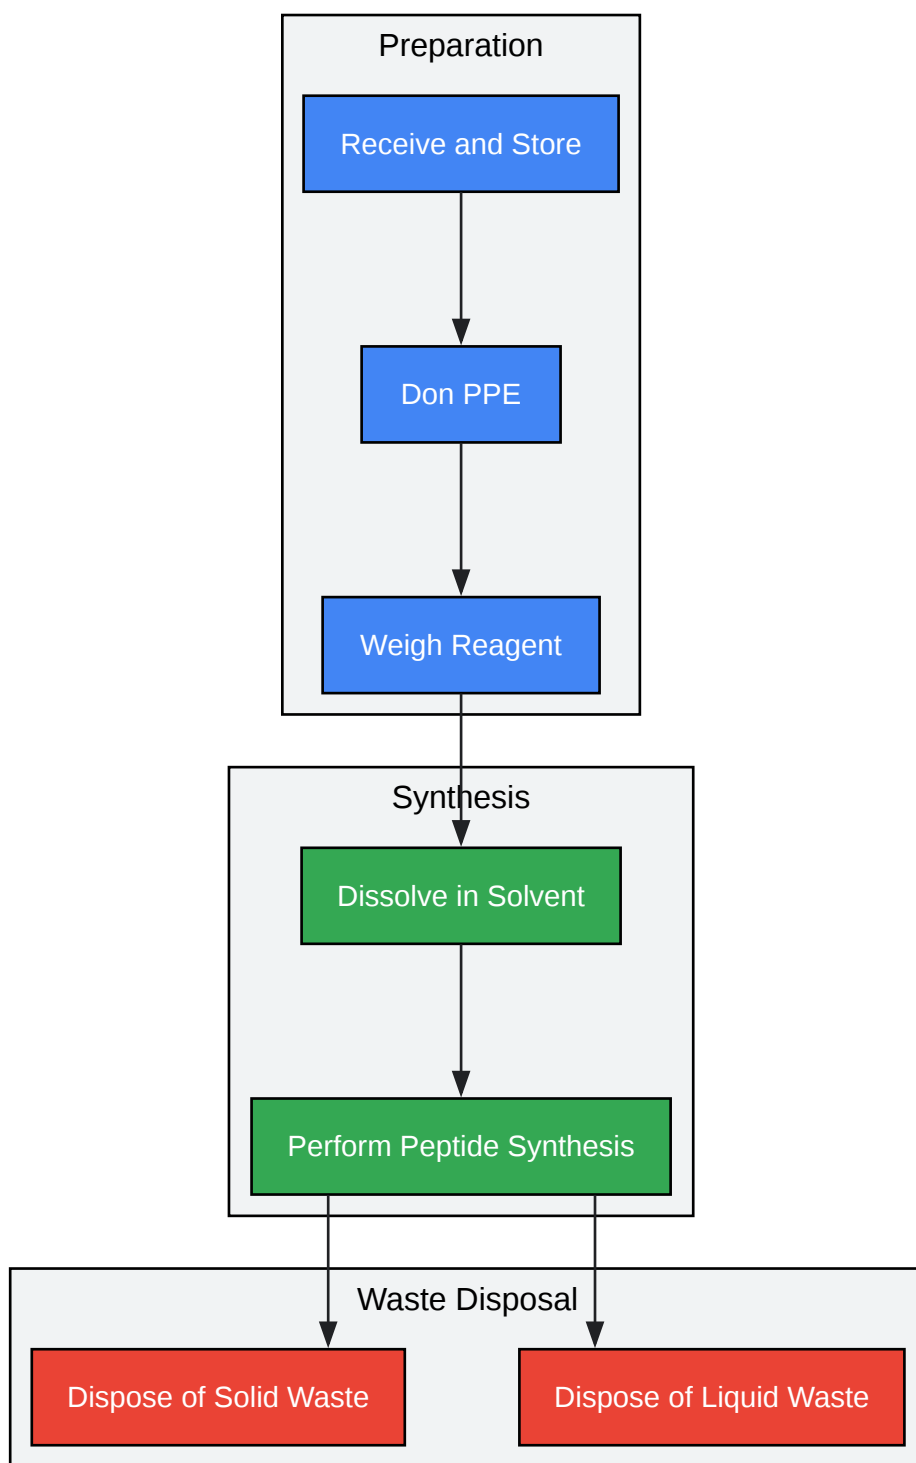 Preparation
Receive and Store
Don PPE
Weigh Reagent
Synthesis
Dissolve in Solvent
Perform Peptide Synthesis
Waste Disposal
Dispose of Solid Waste
Dispose of Liquid Waste